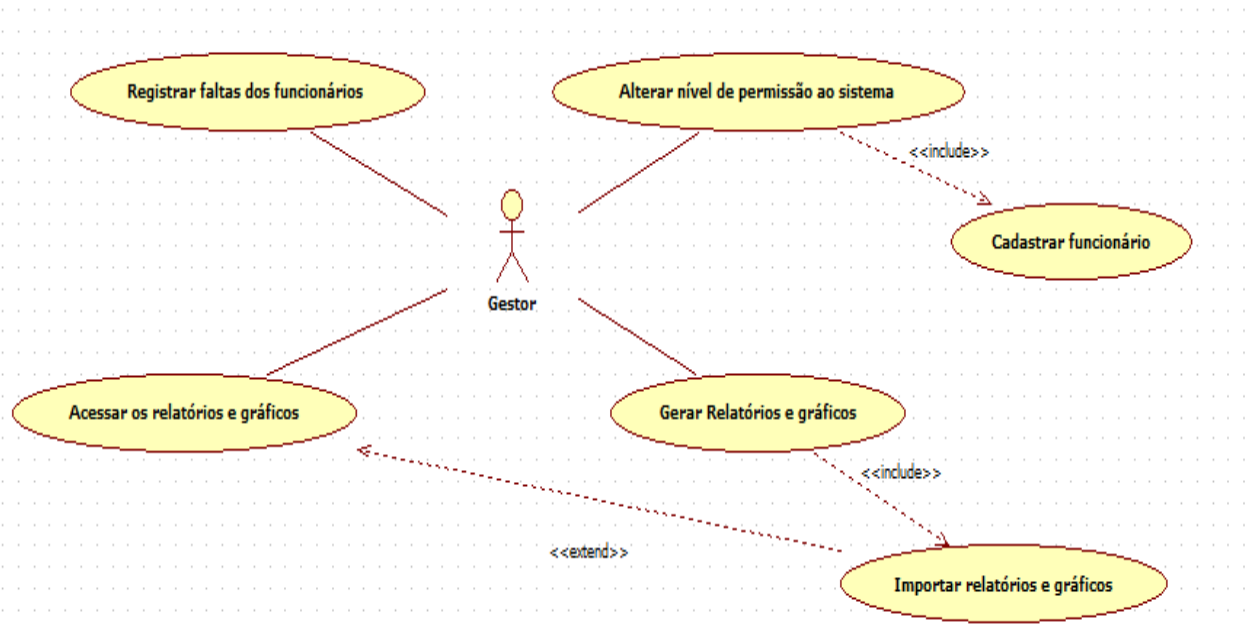 Registrar faltas dos funcionários
Alterar nível de permissão ao sistema
<<include>>
Cadastrar funcionário
Gestor
Acessar os relatórios e gráficos
Gerar Relatórios e gráficos
<<include>>
<<extend>>
Importar relatórios e gráficos